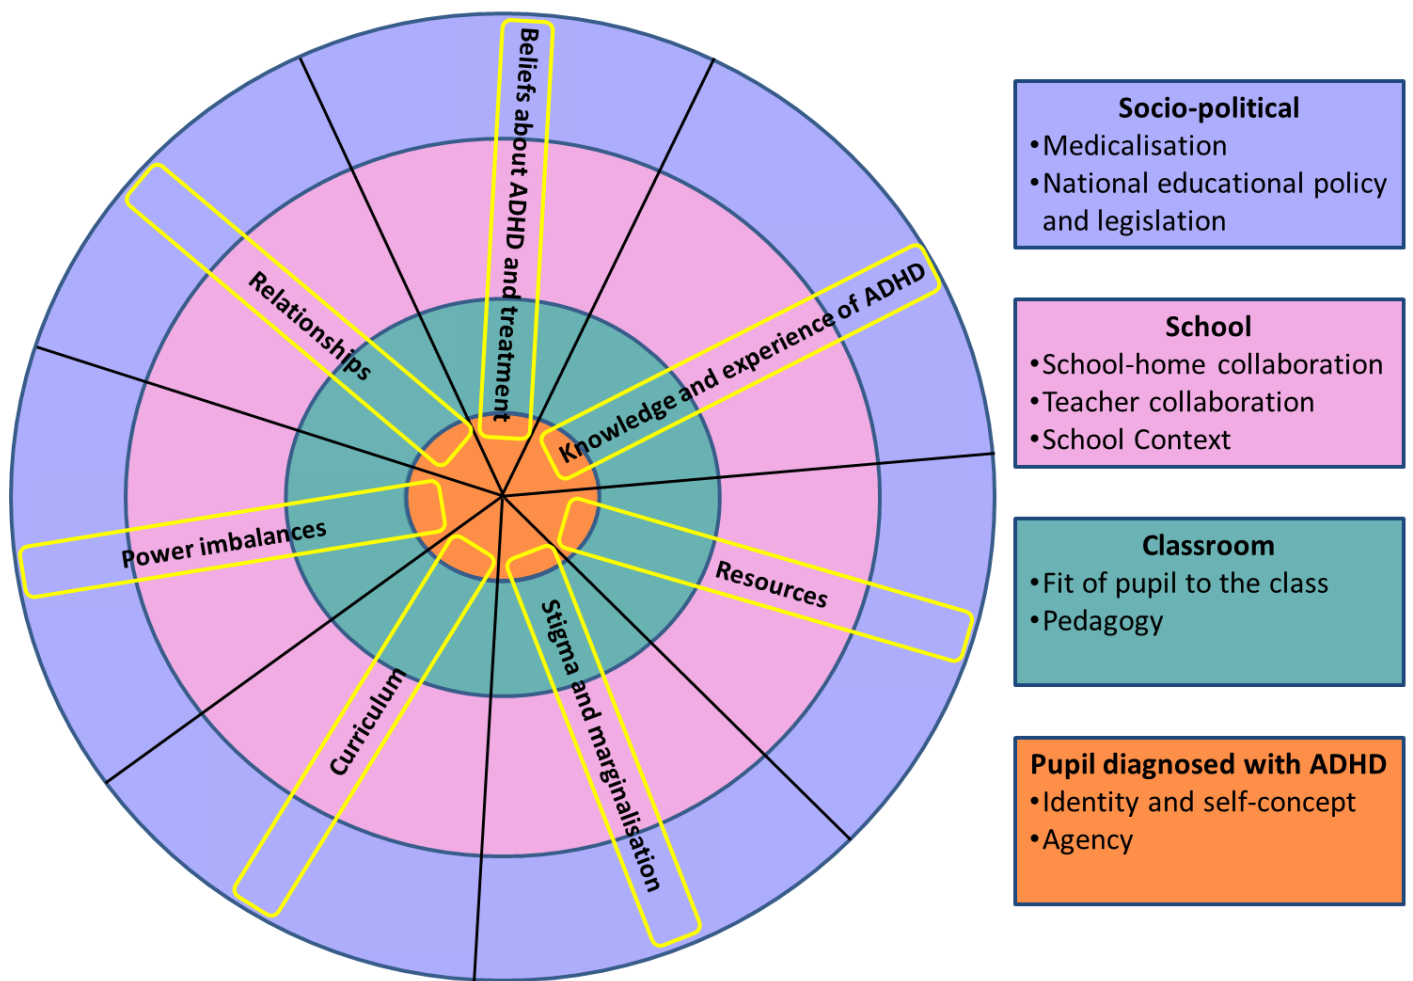 Beliefs about ADHD and treatment
Knowledge and experience of ADHD
Resources
Stigma and marginalisation
Curriculum
Power imbalances
Relationships
Socio-political
•Medicalisation
•National educational policy
and legislation
School
•School-home collaboration
•Teacher collaboration
•School Context
Classroom
•Fit of pupil to the class
•Pedagogy
Pupil diagnosed with ADHD
•Identity and self-concept
•Agency